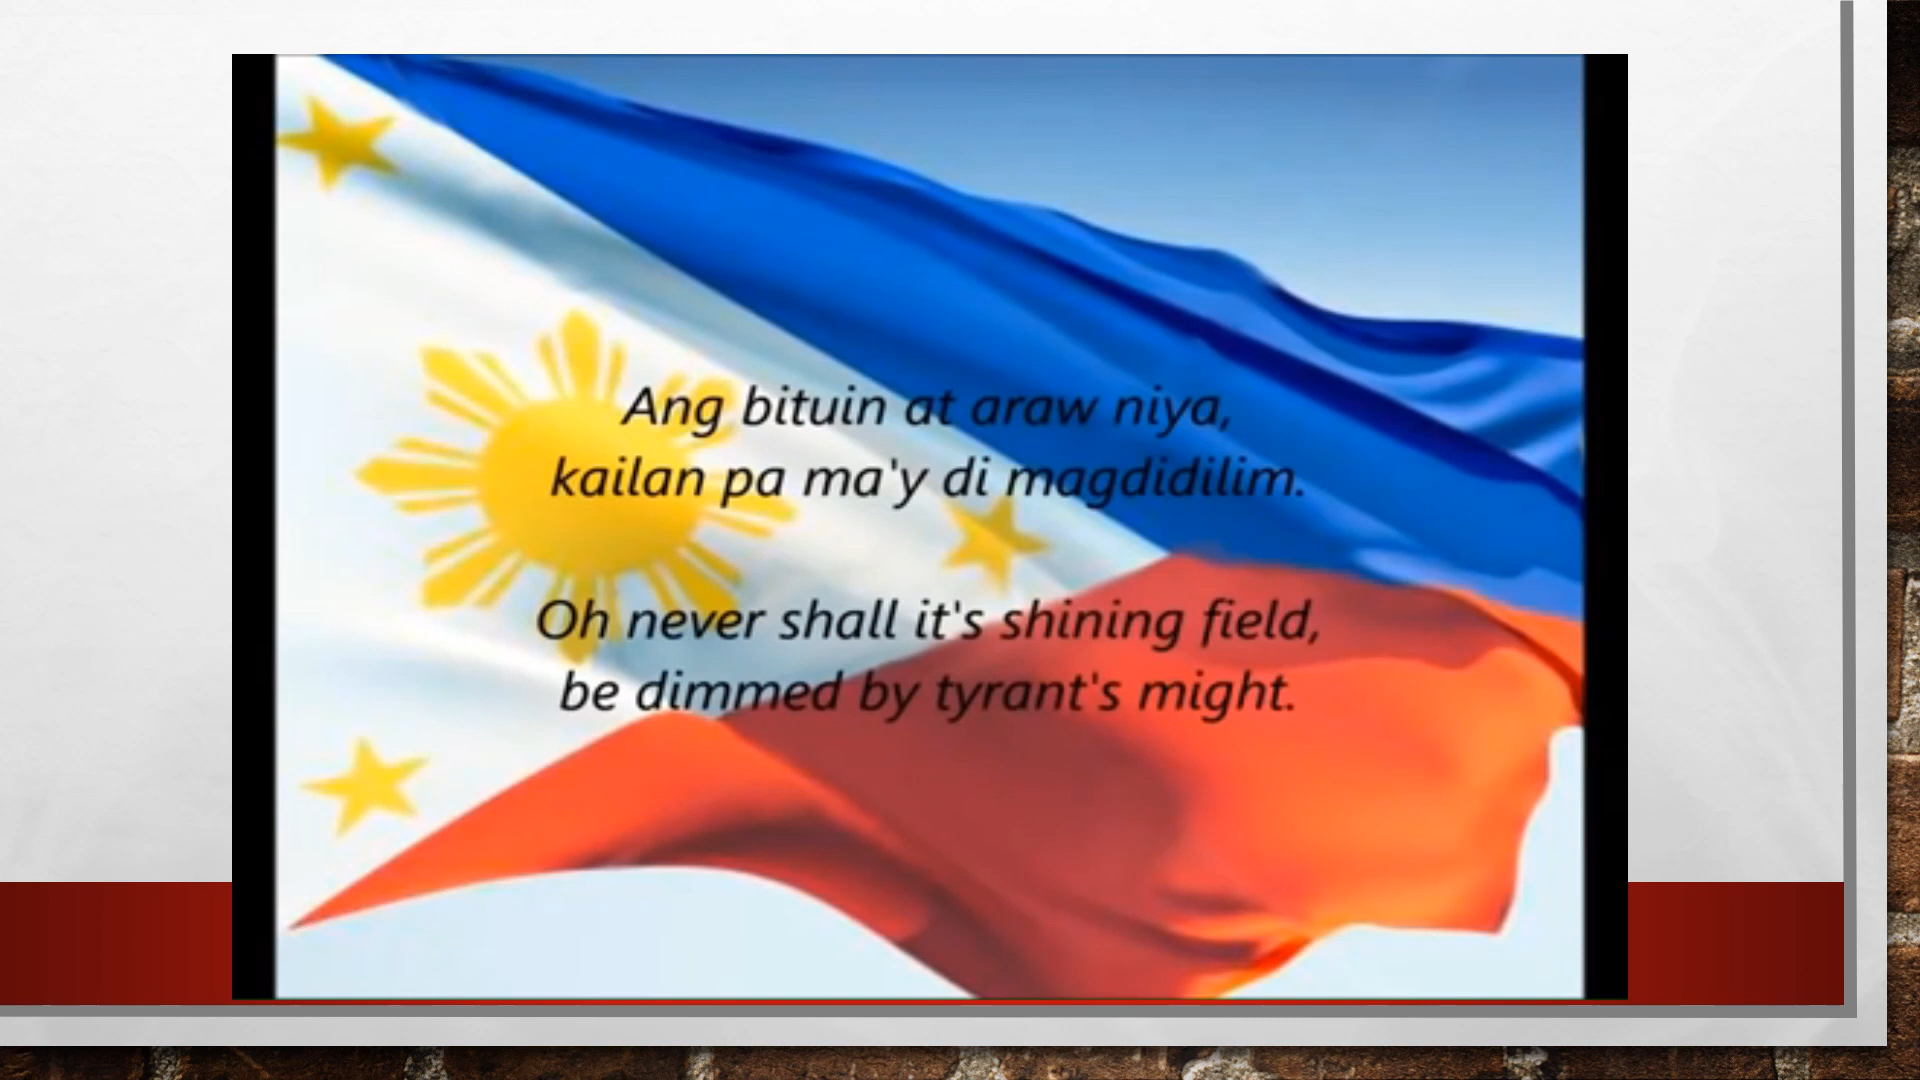 Ang bituin at araw niya,
kailan pa ma'y di magdidilim.
Oh never shall it's shining field,
be dimmed by tyrant's might.